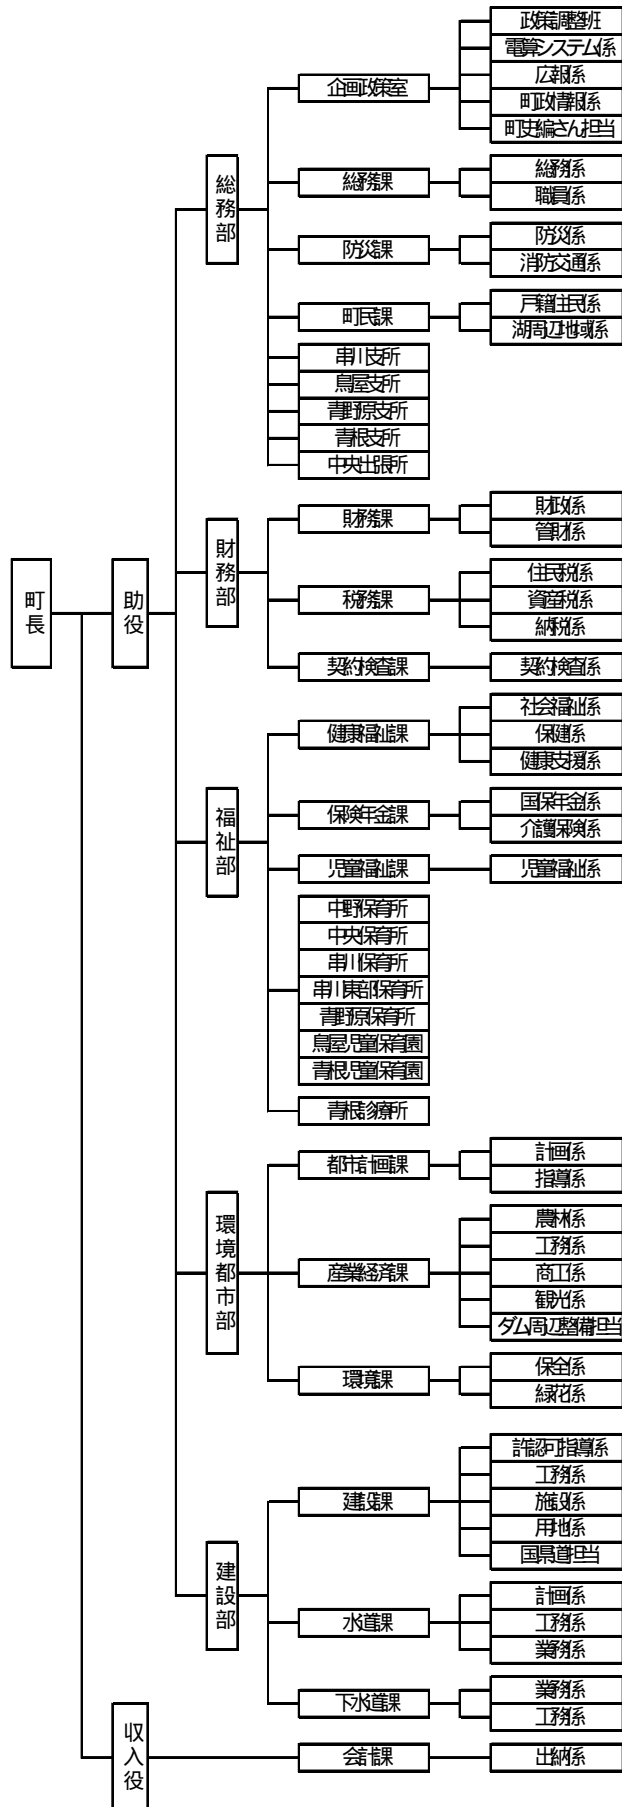 町長
助役
総務部
企画政策室
政策調整班
電算システム係
広報係
町政情報係
町史編さん担当
総務課
総務係
職員係
防災課
防災係
消防交通係
町民課
戸籍住民係
湖周辺地域係
串川支所
鳥屋支所
青野原支所
青根支所
中央出張所
財務部
財務課
財政係
管財係
税務課
住民税係
資産税係
納税係
契約検査課
契約検査係
福祉部
健康福祉課
社会福祉係
保健係
健康支援係
保険年金課
国保年金係
介護保険係
児童福祉課
児童福祉係
中野保育所
中央保育所
串川保育所
串川東部保育所
青野原保育所
鳥屋児童保育園
青根児童保育園
青根診療所
環境都市部
都市計画課
計画係
指導係
産業経済課
農林係
工務係
商工係
観光係
ダム周辺整備担当
環境課
保全係
緑花係
建設部
建設課
許認可指導係
工務係
施設係
用地係
国県道担当
水道課
計画係
工務係
業務係
下水道課
業務係
工務係
収入役
会計課
出納係